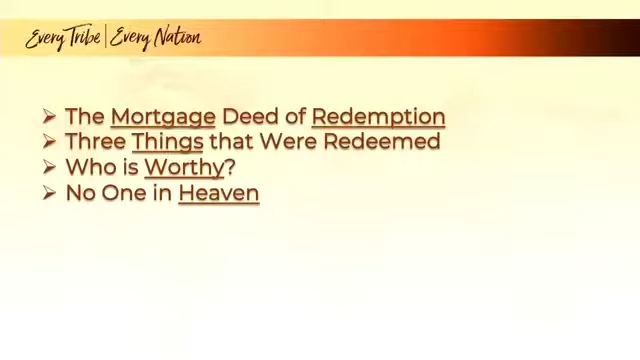 Every Tribe | Every Nation
The Mortgage Deed of Redemption
Three Things that Were Redeemed
Who is Worthy?
No One in Heaven